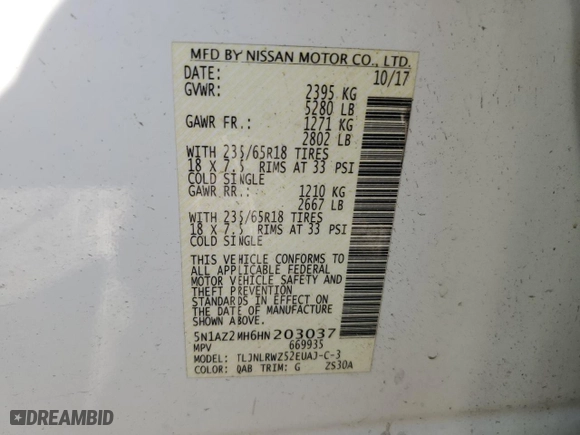 MFD BY NISSAN MOTOR CO., LTD.
DATE: 10/17
GVWR: 2395 KG
5280 LB
GAWR FR.: 1271 KG
2802 LB
WITH 235/65R18 TIRES
18 X 7.5 RIMS AT 33 PSI
COLD SINGLE
GAWR RR.: 1210 KG
2667 LB
WITH 235/65R18 TIRES
18 X 7.5 RIMS AT 33 PSI
COLD SINGLE
THIS VEHICLE CONFORMS TO
ALL APPLICABLE FEDERAL
MOTOR VEHICLE SAFETY AND
THEFT PREVENTION
STANDARDS IN EFFECT ON
THE DATE OF MANUFACTURE
SHOWN ABOVE.
5N1AZ2MH6HN203037
MPV 669935
MODEL: TLJNLRWZ52EUAJ-C-3
COLOR: QAB TRIM: G ZS30A
DREAMBID